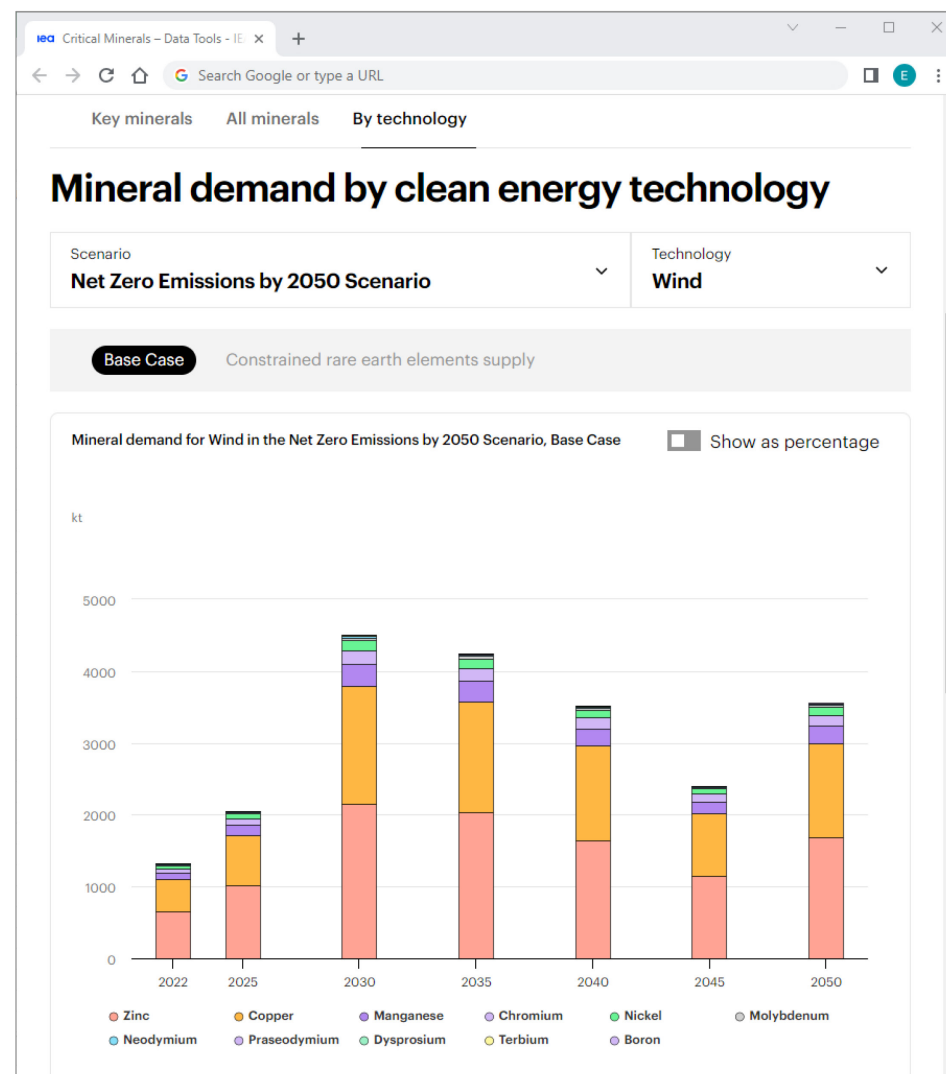 iea Critical Minerals – Data Tools - IE
Search Google or type a URL
E
Key minerals All minerals By technology
Mineral demand by clean energy technology
Scenario Technology
Net Zero Emissions by 2050 Scenario Wind
Base Case Constrained rare earth elements supply
Mineral demand for Wind in the Net Zero Emissions by 2050 Scenario, Base Case Show as percentage
kt
5000
4000
3000
2000
1000
0
2022 2025 2030 2035 2040 2045 2050
Zinc Copper Manganese Chromium Nickel Molybdenum
Neodymium Praseodymium Dysprosium Terbium Boron